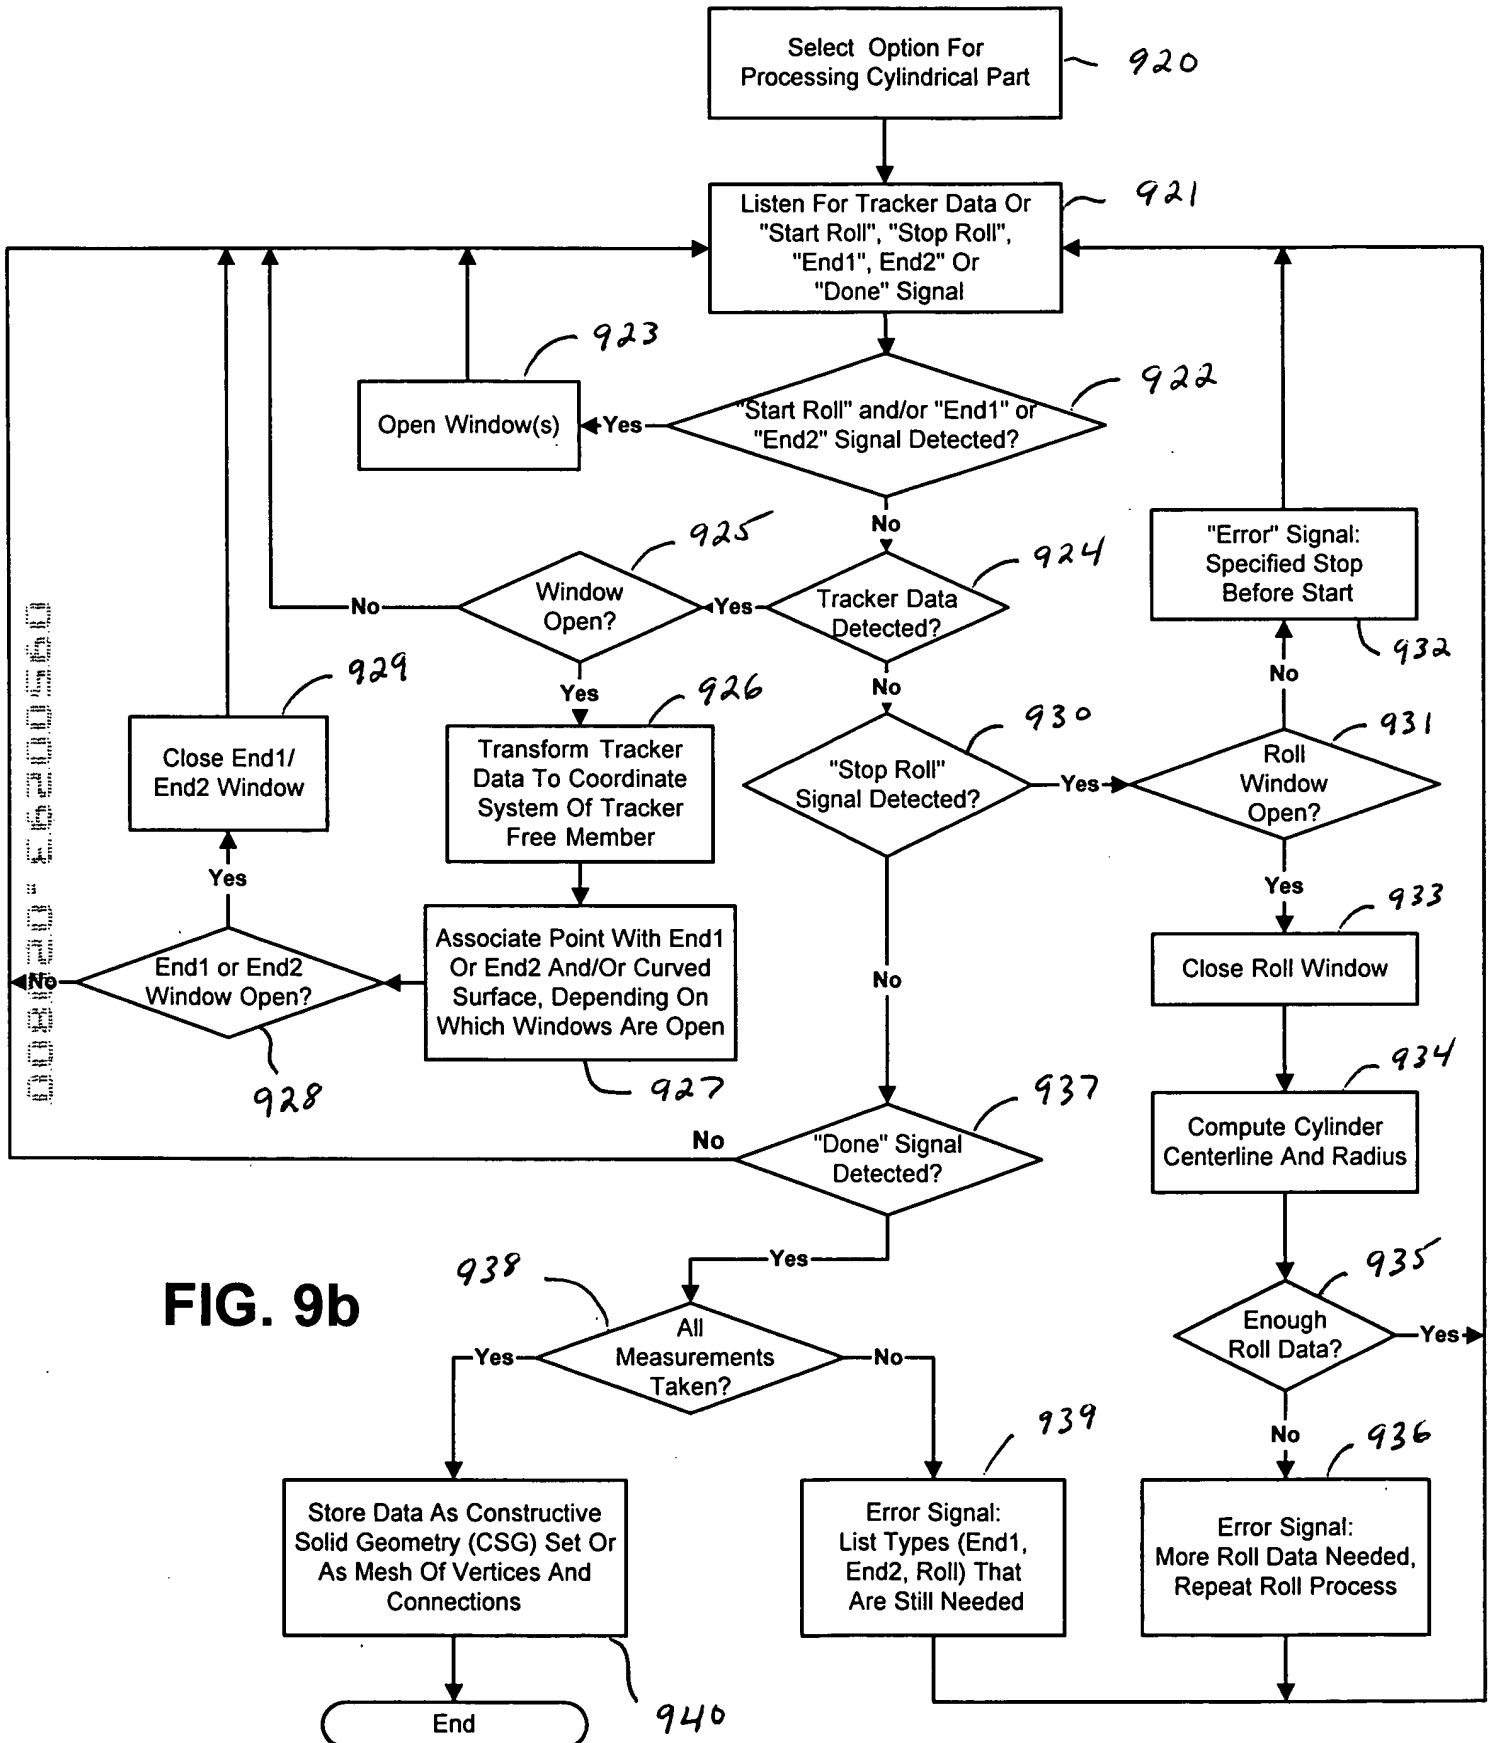 Select Option For
Processing Cylindrical Part
920
Listen For Tracker Data Or
"Start Roll", "Stop Roll",
"End1", End2" Or
"Done" Signal
921
923
Open Window(s)
Yes
"Start Roll" and/or "End1" or
"End2" Signal Detected?
922
No
925
Window
Open?
No
Yes
Tracker Data
Detected?
924
"Error" Signal:
Specified Stop
Before Start
932
No
929
Close End1/
End2 Window
Yes
926
Transform Tracker
Data To Coordinate
System Of Tracker
Free Member
No
"Stop Roll"
Signal Detected?
930
Yes
Roll
Window
Open?
931
Yes
Yes
No
End1 or End2
Window Open?
928
Associate Point With End1
Or End2 And/Or Curved
Surface, Depending On
Which Windows Are Open
927
No
Close Roll Window
933
Compute Cylinder
Centerline And Radius
934
No
"Done" Signal
Detected?
937
Yes
FIG. 9b
938
All
Measurements
Taken?
Yes
No
Enough
Roll Data?
935
Yes
No
Store Data As Constructive
Solid Geometry (CSG) Set Or
As Mesh Of Vertices And
Connections
940
Error Signal:
List Types (End1,
End2, Roll) That
Are Still Needed
939
Error Signal:
More Roll Data Needed,
Repeat Roll Process
936
End